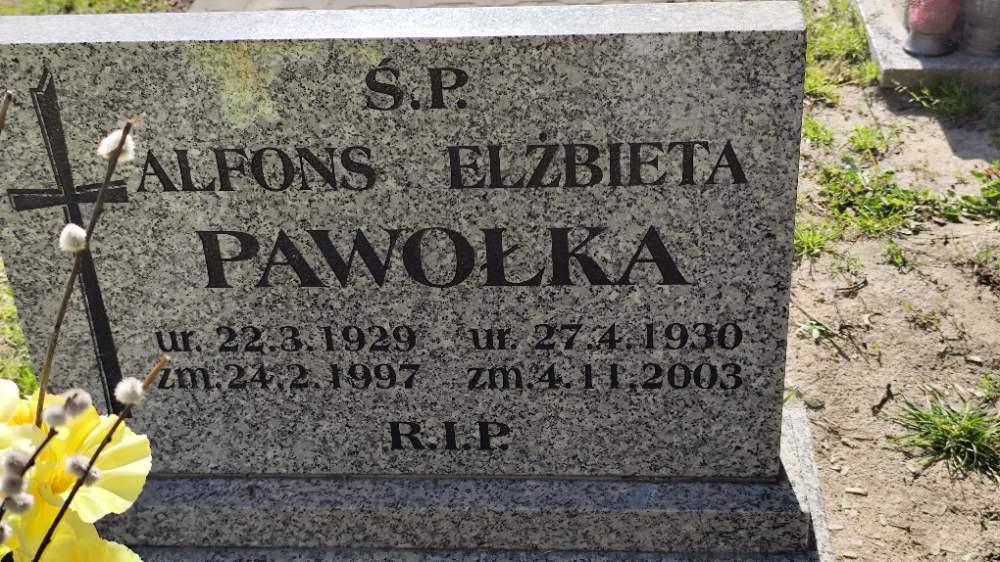 Ś.P.
ALFONS ELŻBIETA
PAWOŁKA
ur. 22.3.1929 ur. 27.4.1930
zm. 24.2.1997 zm. 4.11.2003
R.I.P.